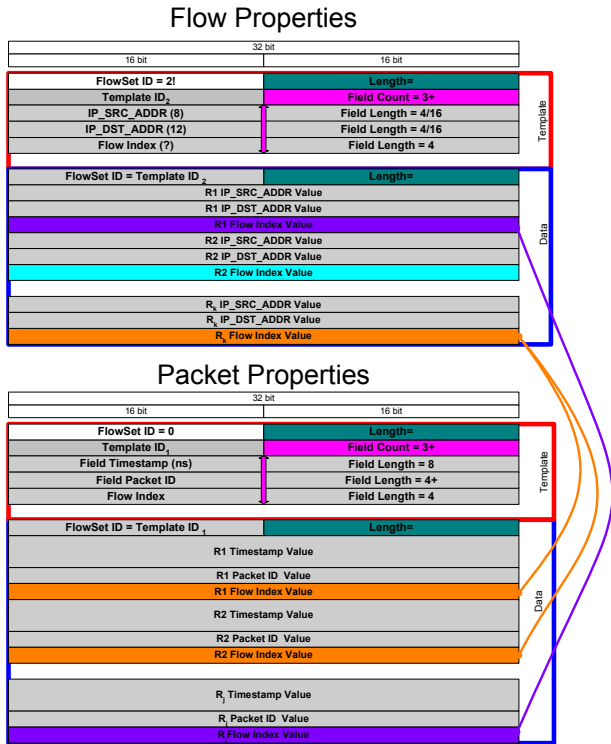 Flow Properties
32 bit
16 bit 16 bit
FlowSet ID = 2! Length=
Template ID2 Field Count = 3+
IP_SRC_ADDR (8) Field Length = 4/16
IP_DST_ADDR (12) Field Length = 4/16
Flow Index (?) Field Length = 4
Template
FlowSet ID = Template ID 2 Length=
R1 IP_SRC_ADDR Value
R1 IP_DST_ADDR Value
R1 Flow Index Value
R2 IP_SRC_ADDR Value
R2 IP_DST_ADDR Value
R2 Flow Index Value
Data
Rk IP_SRC_ADDR Value
Rk IP_DST_ADDR Value
Rk Flow Index Value
Packet Properties
32 bit
16 bit 16 bit
FlowSet ID = 0 Length=
Template ID1 Field Count = 3+
Field Timestamp (ns) Field Length = 8
Field Packet ID Field Length = 4+
Flow Index Field Length = 4
Template
FlowSet ID = Template ID 1 Length=
R1 Timestamp Value
R1 Packet ID Value
R1 Flow Index Value
R2 Timestamp Value
R2 Packet ID Value
R2 Flow Index Value
Data
Rj Timestamp Value
Rj Packet ID Value
Rj Flow Index Value